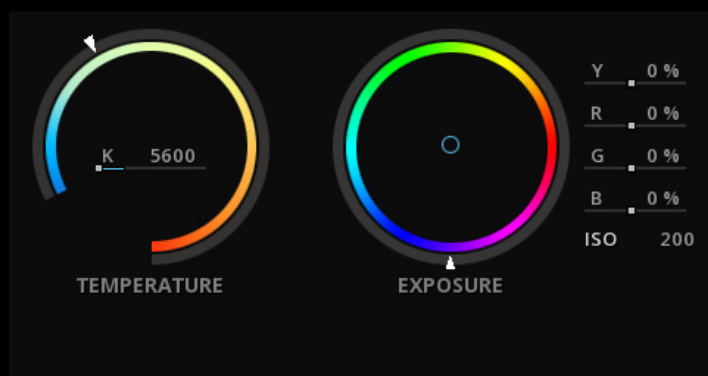 K 5600
TEMPERATURE
EXPOSURE
Y 0 %
R 0 %
G 0 %
B 0 %
ISO 200